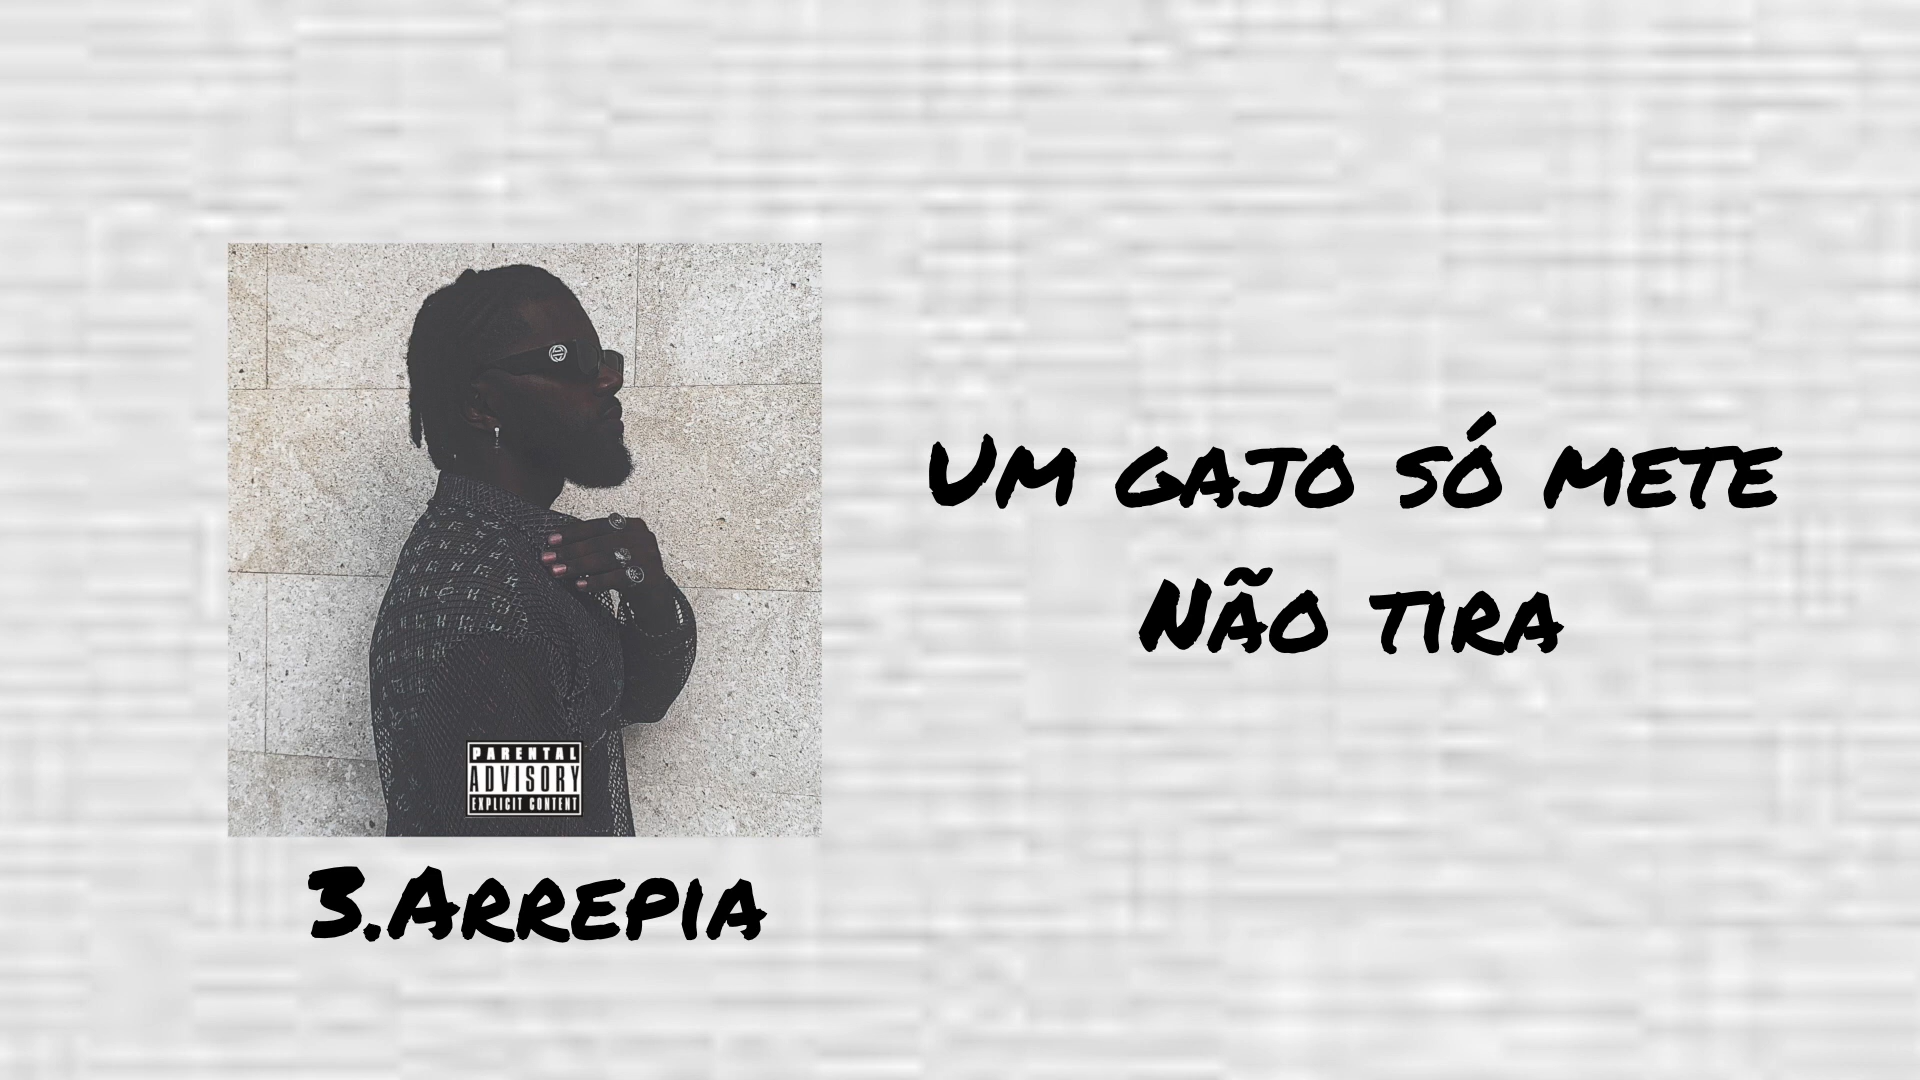 PARENTAL
ADVISORY
EXPLICIT CONTENT
3.Arrepia
Um gajo só mete
Não tira